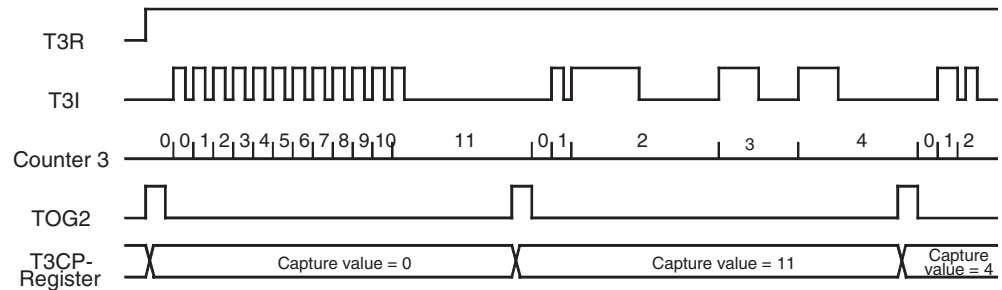 T3R
T3I
Counter 3
0 0 1 2 3 4 5 6 7 8 9 10 11 0 1 2 3 4 0 1 2
TOG2
T3CP-
Register
Capture value = 0
Capture value = 11
Capture
value = 4